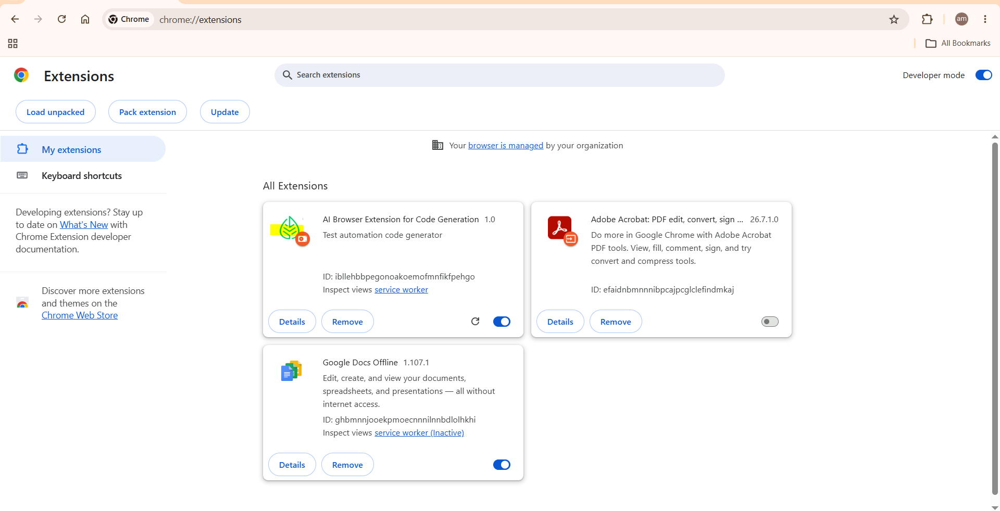 Chrome
chrome://extensions
am
All Bookmarks
Extensions
Search extensions
Developer mode
Load unpacked
Pack extension
Update
My extensions
Keyboard shortcuts
Developing extensions? Stay up
to date on What's New with
Chrome Extension developer
documentation.
Discover more extensions
and themes on the
Chrome Web Store
Your browser is managed by your organization
All Extensions
AI Browser Extension for Code Generation 1.0
Test automation code generator
ID: ibllehbbpegonoakoemofmnfikfpehgo
Inspect views service worker
Details
Remove
Adobe Acrobat: PDF edit, convert, sign ... 26.7.1.0
Do more in Google Chrome with Adobe Acrobat
PDF tools. View, fill, comment, sign, and try
convert and compress tools.
ID: efaidnbmnnnibpcajpcglclefindmkaj
Details
Remove
Google Docs Offline 1.107.1
Edit, create, and view your documents,
spreadsheets, and presentations — all without
internet access.
ID: ghbmnnjooekpmoecnnnilnnbdlolhkhi
Inspect views service worker (Inactive)
Details
Remove